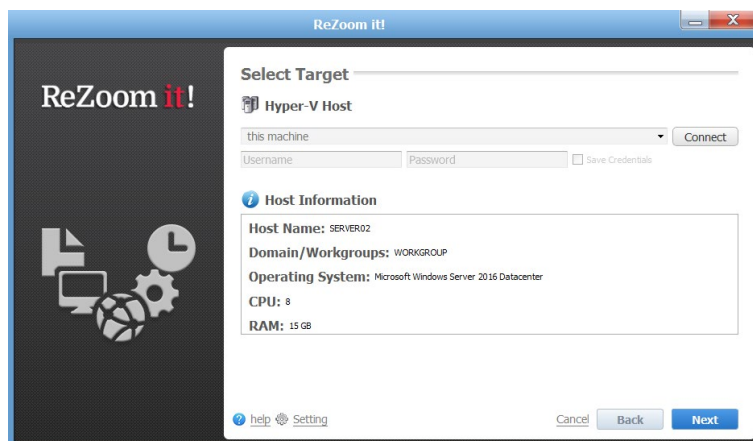 ReZoom it!
ReZoom it!
Select Target
Hyper-V Host
this machine
Connect
Username Password Save Credentials
Host Information
Host Name: SERVER02
Domain/Workgroups: WORKGROUP
Operating System: Microsoft Windows Server 2016 Datacenter
CPU: 8
RAM: 15 GB
help Setting Cancel Back Next